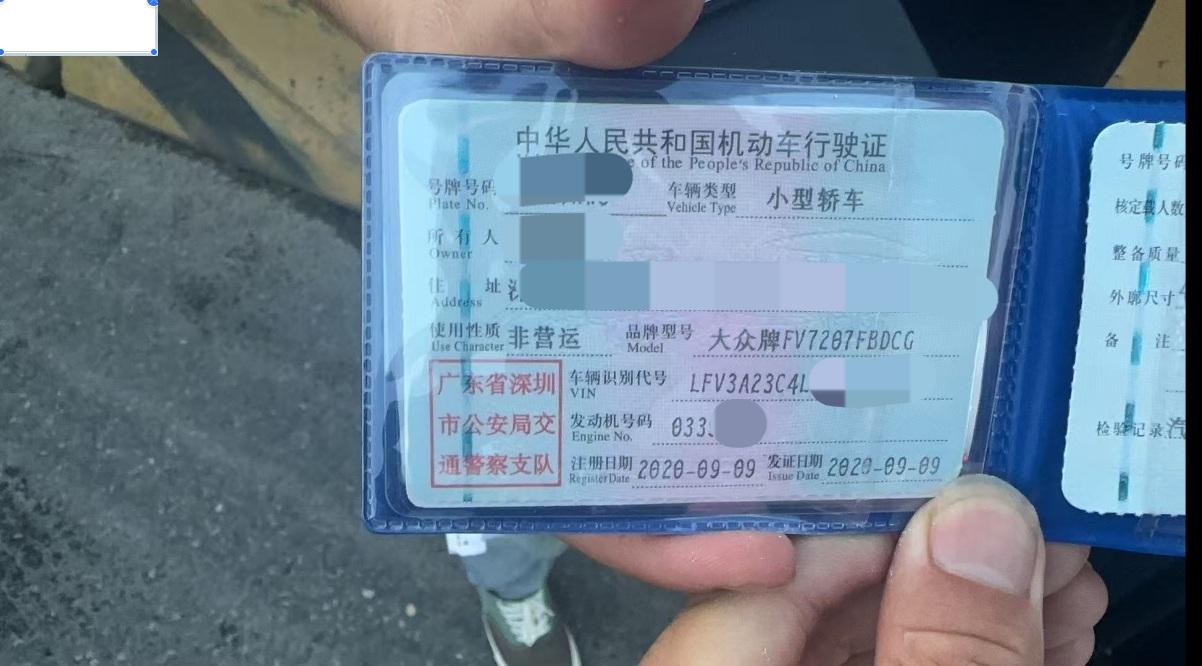 中华人民共和国机动车行驶证
e of the People's Republic of China
号牌号码
Plate No.
车辆类型 小型轿车
Vehicle Type
所有人
Owner
住址
Address
使用性质 非营运 品牌型号 大众牌FV7207FBDCG
Use Character Model
广东省深圳
市公安局交
通警察支队
车辆识别代号 LFV3A23C4L
VIN
发动机号码 033
Engine No.
注册日期 2020-09-09 发证日期 2020-09-09
Register Date Issue Date
号牌号码
核定载人数
整备质量
外廓尺寸
备注
检验记录